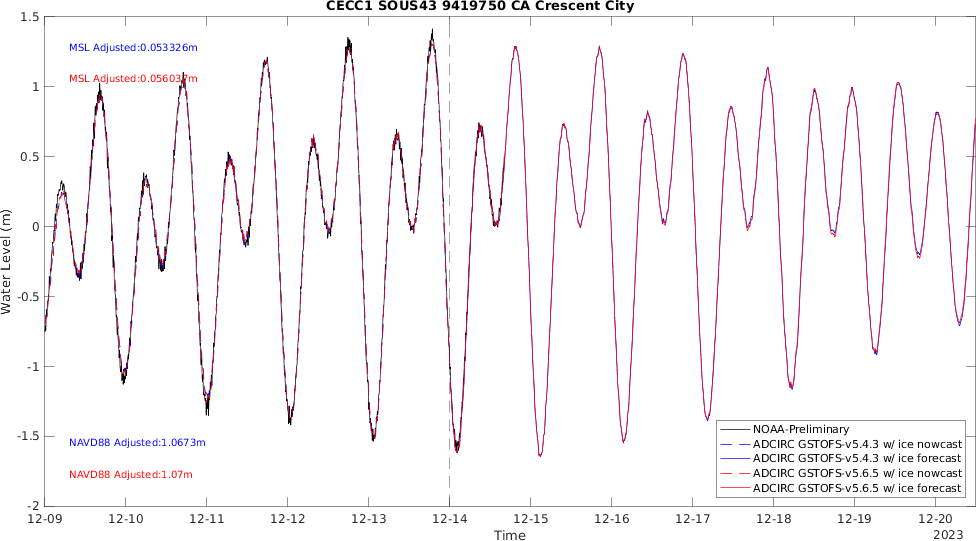 CECC1 SOUS43 9419750 CA Crescent City
1.5
1
0.5
0
-0.5
-1
-1.5
-2
Water Level (m)
MSL Adjusted:0.053326m
MSL Adjusted:0.056037m
NAVD88 Adjusted:1.0673m
NAVD88 Adjusted:1.07m
NOAA-Preliminary
ADCIRC GSTOFS-v5.4.3 w/ ice nowcast
ADCIRC GSTOFS-v5.4.3 w/ ice forecast
ADCIRC GSTOFS-v5.6.5 w/ ice nowcast
ADCIRC GSTOFS-v5.6.5 w/ ice forecast
12-09 12-10 12-11 12-12 12-13 12-14 12-15 12-16 12-17 12-18 12-19 12-20
2023
Time